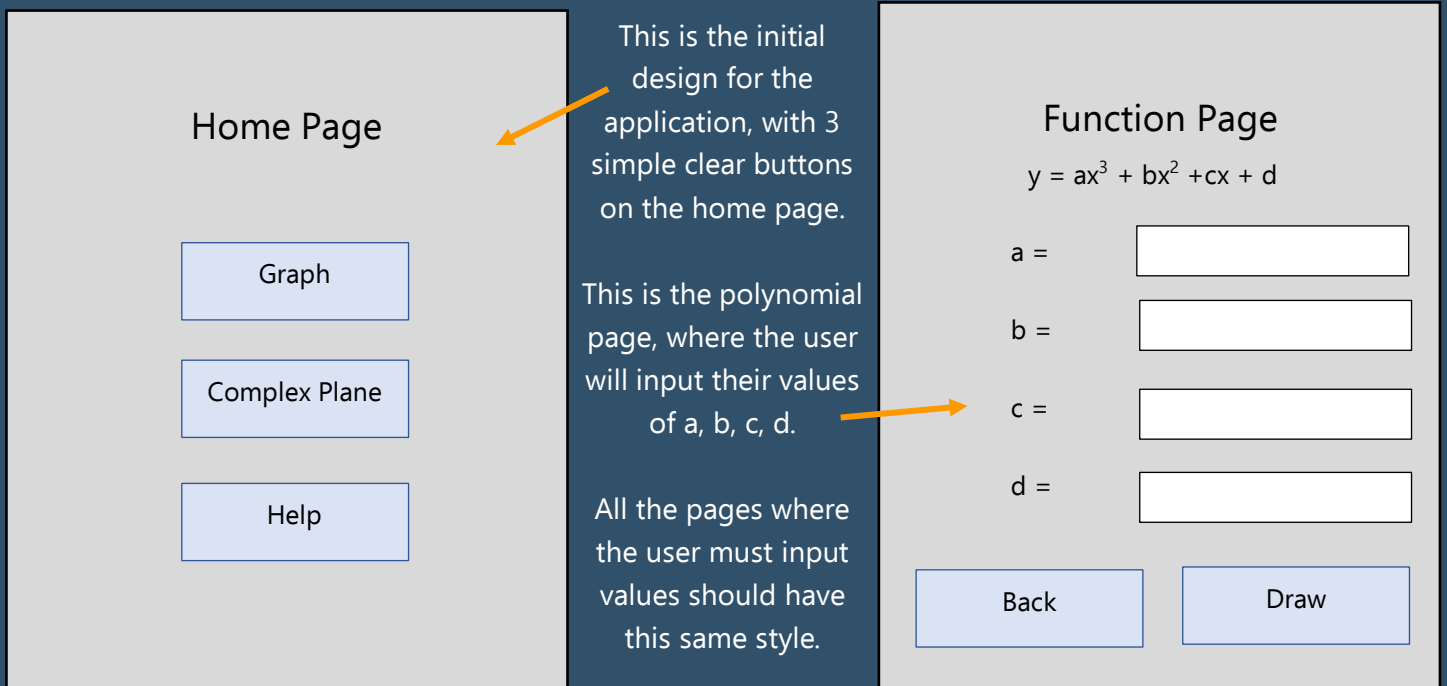 Home Page
Graph
Complex Plane
Help
This is the initial
design for the
application, with 3
simple clear buttons
on the home page.
This is the polynomial
page, where the user
will input their values
of a, b, c, d.
All the pages where
the user must input
values should have
this same style.
Function Page
y = ax³ + bx² +cx + d
a =
b =
c =
d =
Back
Draw